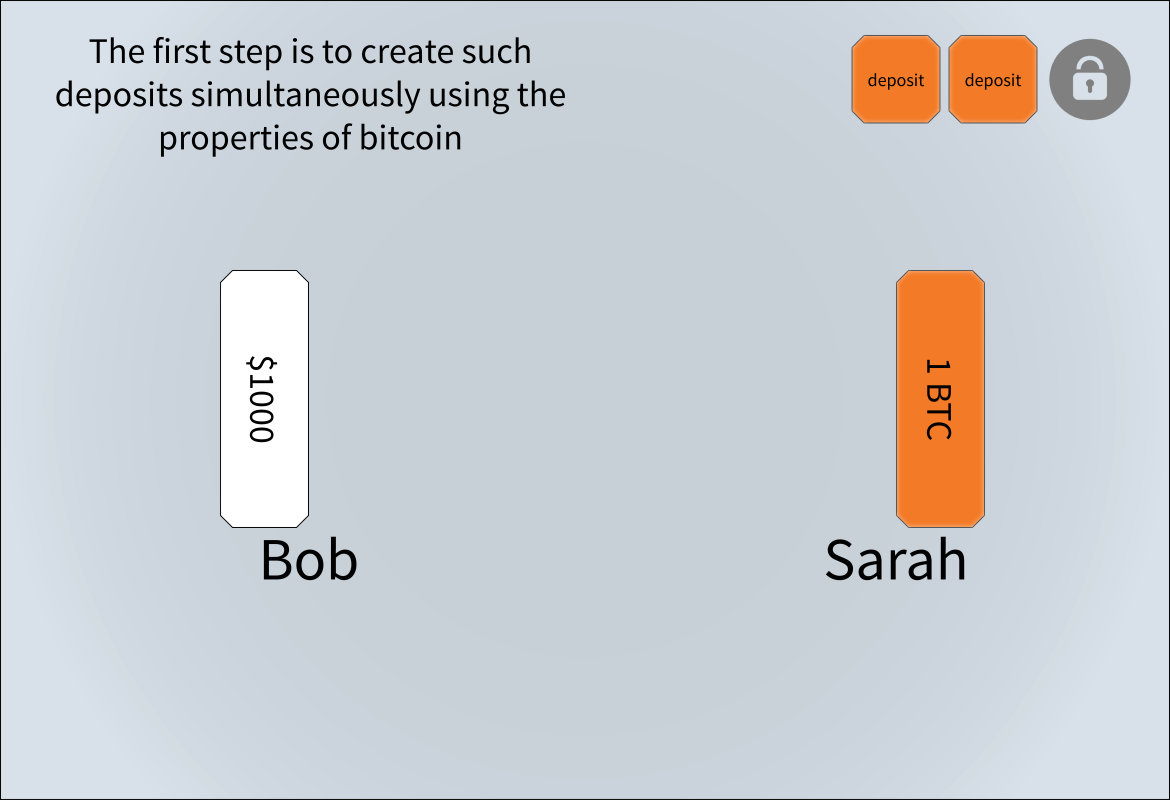 The first step is to create such
deposits simultaneously using the
properties of bitcoin
deposit
deposit
$1000
1 BTC
Bob
Sarah